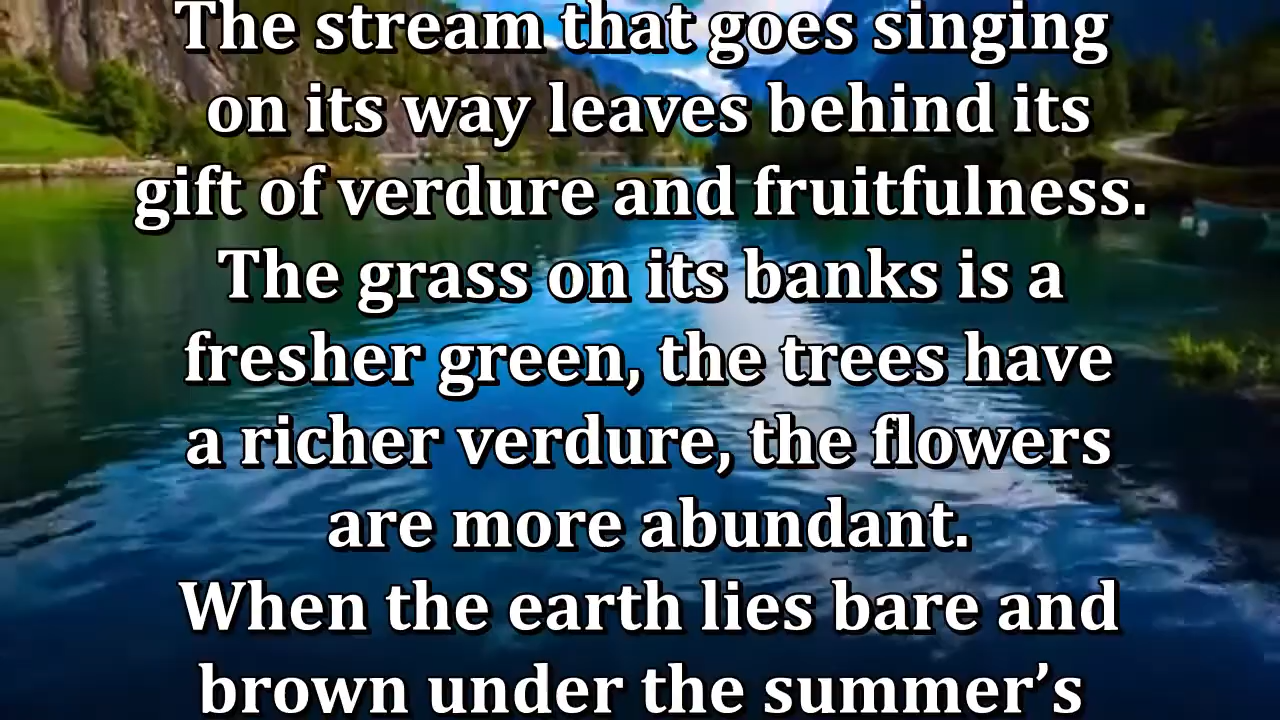 The stream that goes singing
on its way leaves behind its
gift of verdure and fruitfulness.
The grass on its banks is a
fresher green, the trees have
a richer verdure, the flowers
are more abundant.
When the earth lies bare and
brown under the summer’s